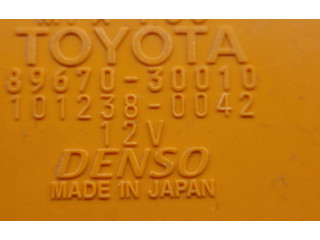 TOYOTA
89670-30010
101238-0042
12V
DENSO
MADE IN JAPAN